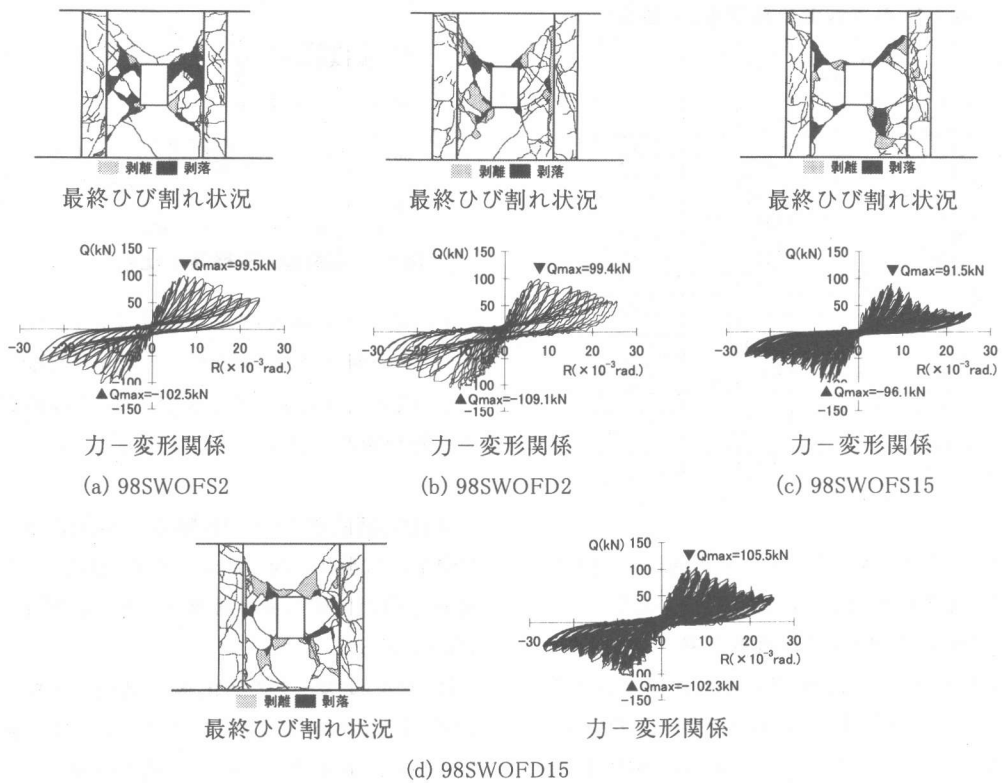 剥離 剥落
最終ひび割れ状況
剥離 剥落
最終ひび割れ状況
剥離 剥落
最終ひび割れ状況
Q(kN) 150
▼Qmax=99.5kN
100
50
0
-30 -20 -10 0 10 20 30
R(×10⁻³rad.)
-100
▲Qmax=-102.5kN
-150
力－変形関係
(a) 98SWOFS2
Q(kN) 150
▼Qmax=99.4kN
100
50
0
-30 -20 -10 0 10 20 30
R(×10⁻³rad.)
-100
▲Qmax=-109.1kN
-150
力－変形関係
(b) 98SWOFD2
Q(kN) 150
▼Qmax=91.5kN
100
50
0
-30 -20 -10 0 10 20 30
R(×10⁻³rad.)
-100
▲Qmax=-96.1kN
-150
力－変形関係
(c) 98SWOFS15
剥離 剥落
最終ひび割れ状況
Q(kN) 150
▼Qmax=105.5kN
100
50
-30 -20 -10 0 10 20 30
R(×10⁻³rad.)
-100
▲Qmax=-102.3kN
-150
力－変形関係
(d) 98SWOFD15